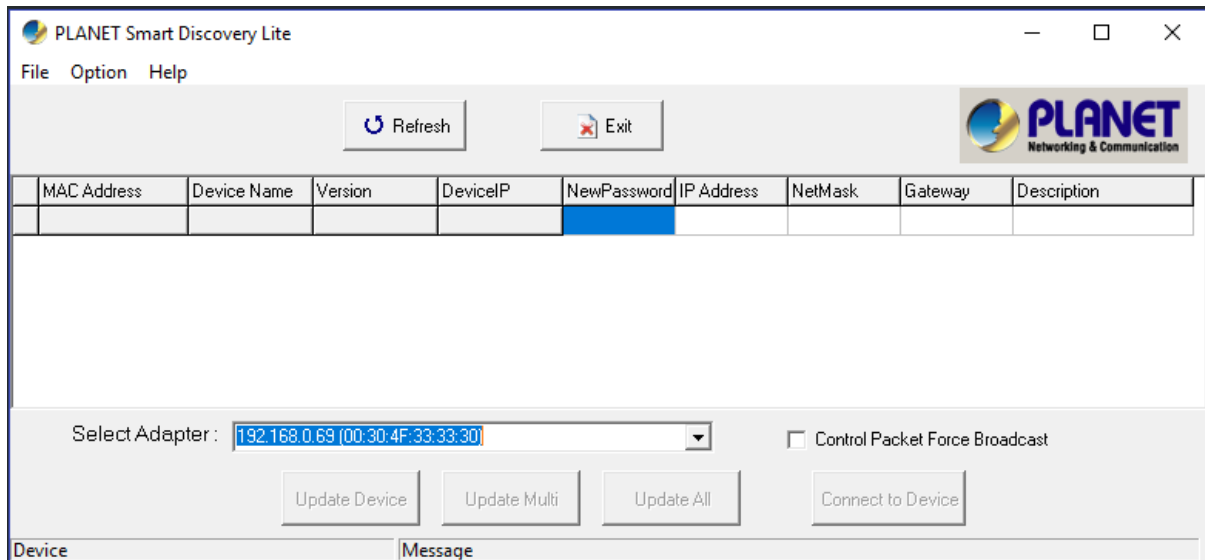 PLANET Smart Discovery Lite
File Option Help
Refresh Exit
PLANET
Networking & Communication
MAC Address Device Name Version DeviceIP NewPassword IP Address NetMask Gateway Description
Select Adapter : 192.168.0.69 (00:30:4F:33:33:30) Control Packet Force Broadcast
Update Device Update Multi Update All Connect to Device
Device Message